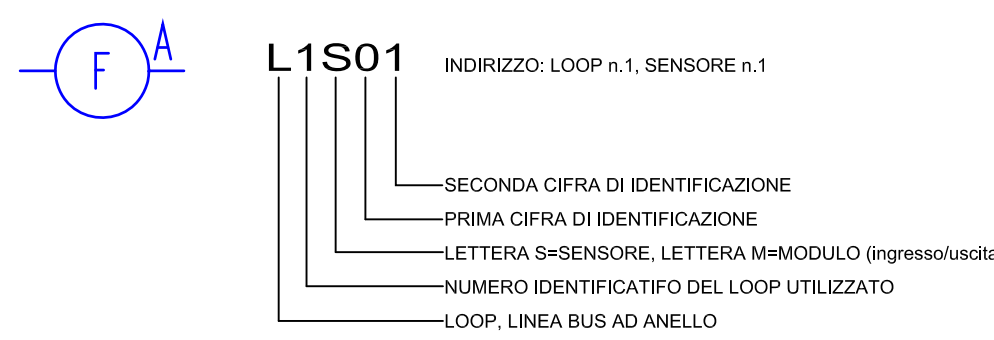 F A
L1S01
INDIRIZZO: LOOP n.1, SENSORE n.1
SECONDA CIFRA DI IDENTIFICAZIONE
PRIMA CIFRA DI IDENTIFICAZIONE
LETTERA S=SENSORE, LETTERA M=MODULO (ingresso/uscita
NUMERO IDENTIFICATIFO DEL LOOP UTILIZZATO
LOOP, LINEA BUS AD ANELLO